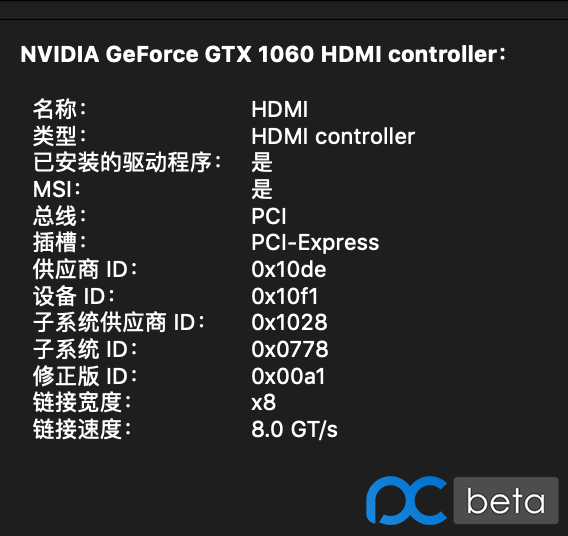 NVIDIA GeForce GTX 1060 HDMI controller：
名称： HDMI
类型： HDMI controller
已安装的驱动程序： 是
MSI： 是
总线： PCI
插槽： PCI-Express
供应商 ID： 0x10de
设备 ID： 0x10f1
子系统供应商 ID： 0x1028
子系统 ID： 0x0778
修正版 ID： 0x00a1
链接宽度： x8
链接速度： 8.0 GT/s
pc beta